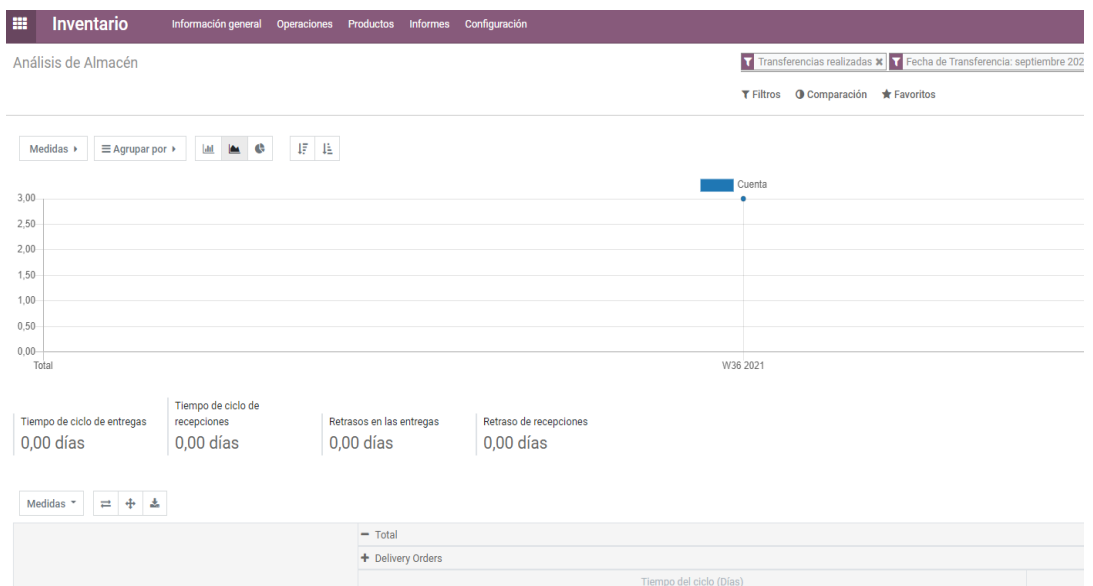 Inventario Información general Operaciones Productos Informes Configuración
Análisis de Almacén
Transferencias realizadas ✖ Fecha de Transferencia: septiembre 202
Filtros Comparación Favoritos
Medidas Agrupar por
Cuenta
3,00
2,50
2,00
1,50
1,00
0,50
0,00
Total W36 2021
Tiempo de ciclo de entregas
0,00 días
Tiempo de ciclo de
recepciones
0,00 días
Retrasos en las entregas
0,00 días
Retraso de recepciones
0,00 días
Medidas
Total
Delivery Orders
Tiempo del ciclo (Días)